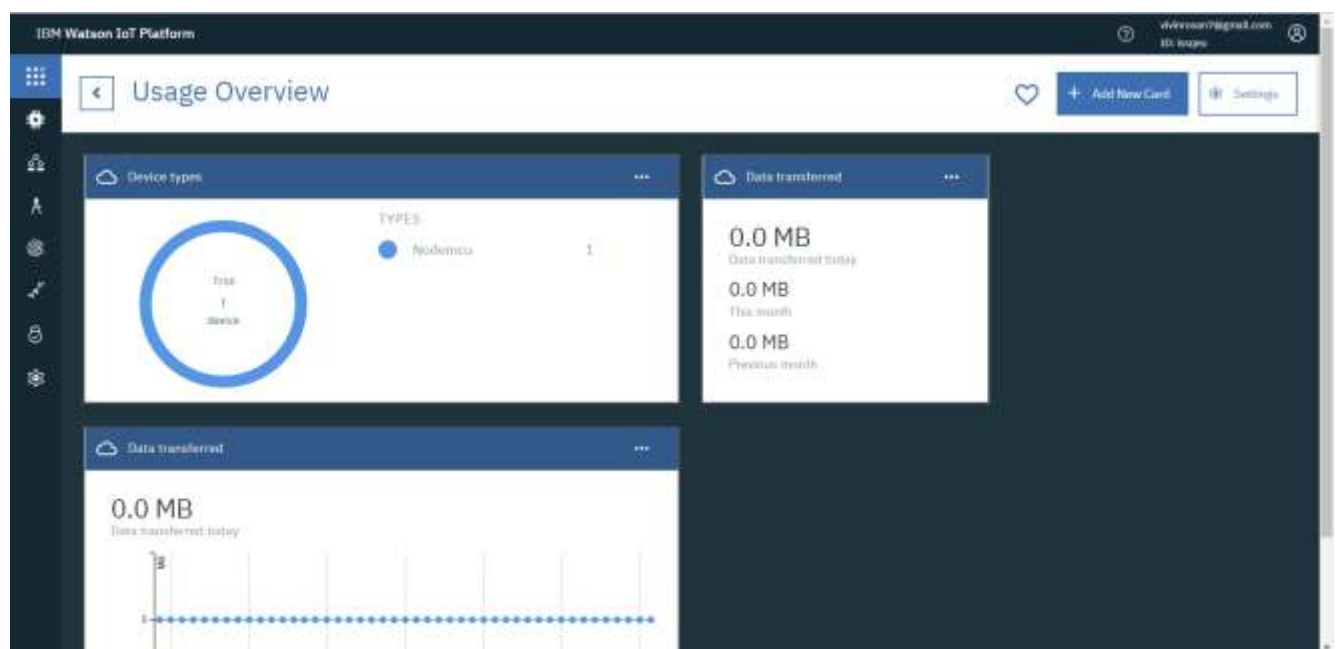 IBM Watson IoT Platform
Usage Overview
+ Add New Card
Settings
Device types
...
TYPES
Nodemcu 1
Total
1
device
Data transferred
...
0.0 MB
Data transferred today
0.0 MB
This month
0.0 MB
Previous month
Data transferred
...
0.0 MB
Data transferred today